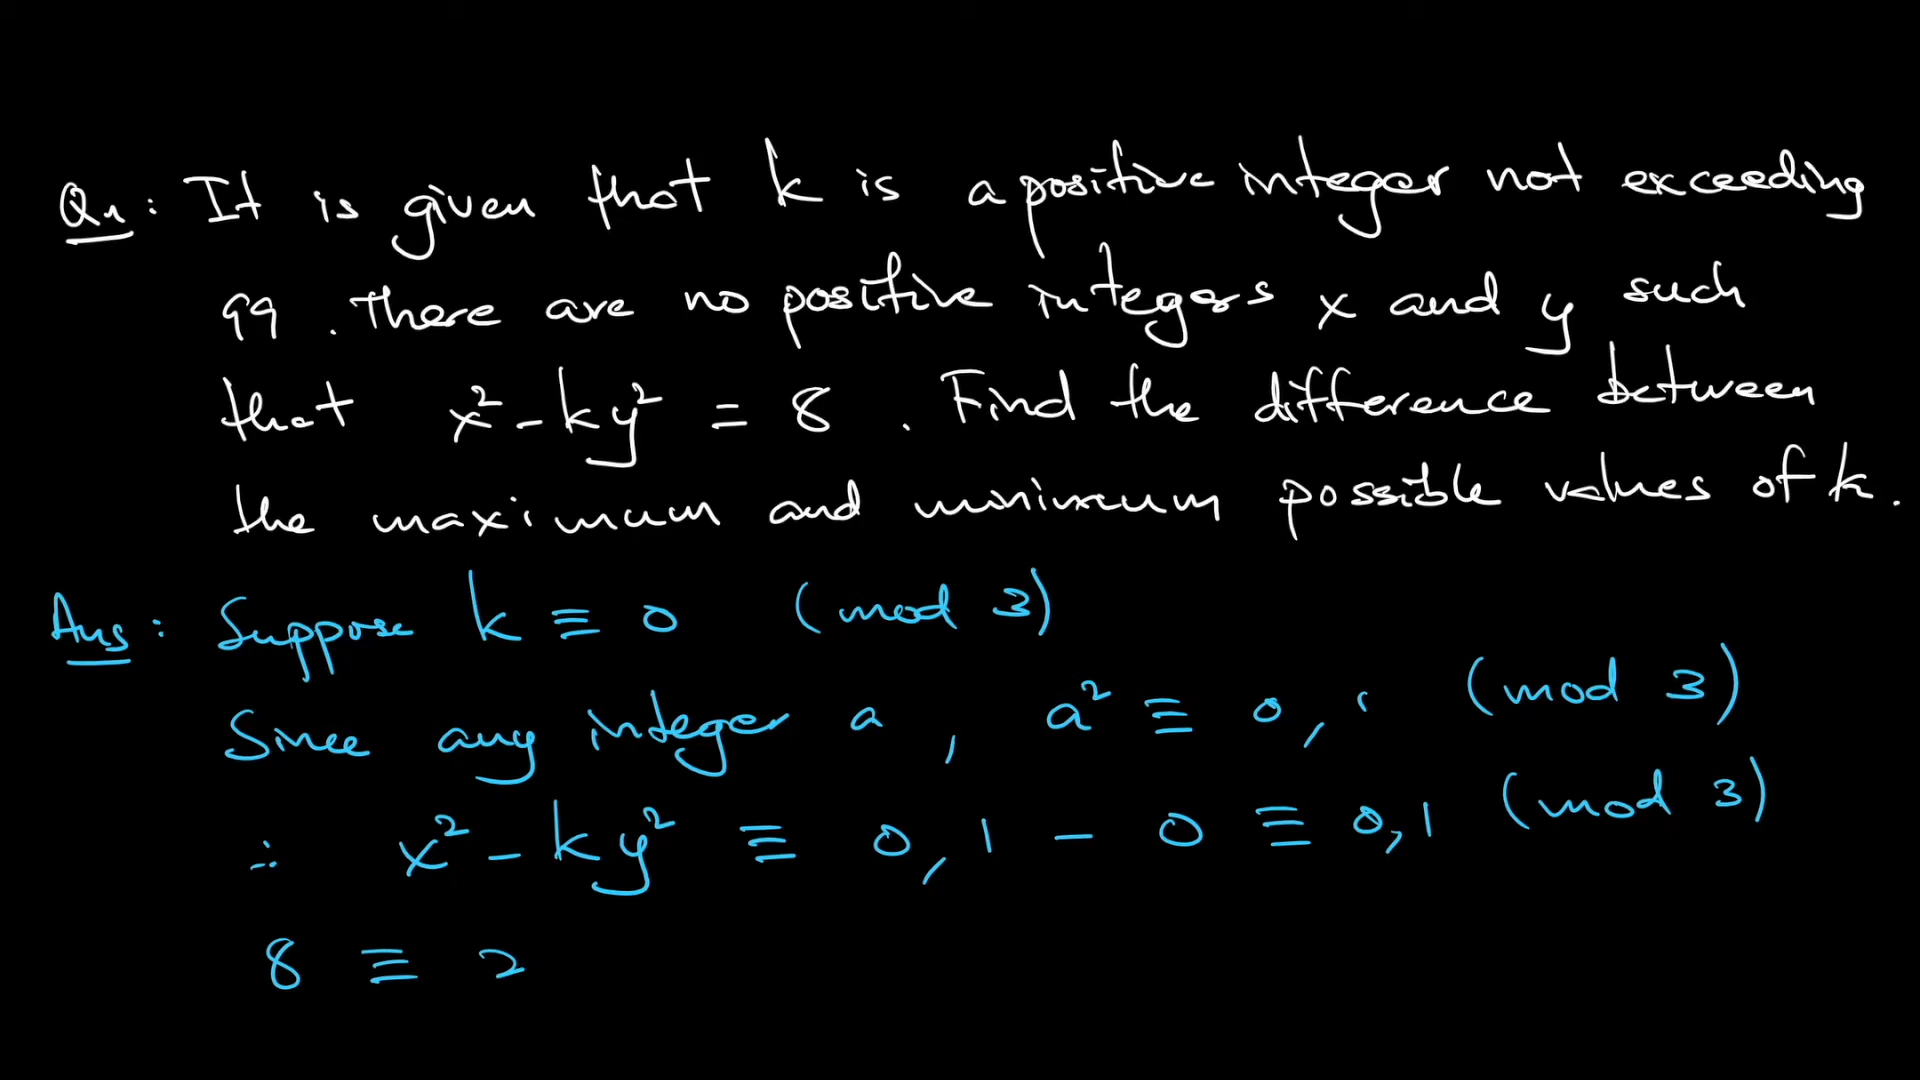 Qn: It is given that k is a positive integer not exceeding
99. There are no positive integers x and y such
that x² - ky² = 8. Find the difference between
the maximum and minimum possible values of k.
Ans: Suppose k ≡ 0 (mod 3)
Since any integer a, a² ≡ 0, 1 (mod 3)
∴ x² - ky² ≡ 0, 1 - 0 ≡ 0, 1 (mod 3)
8 ≡ 2